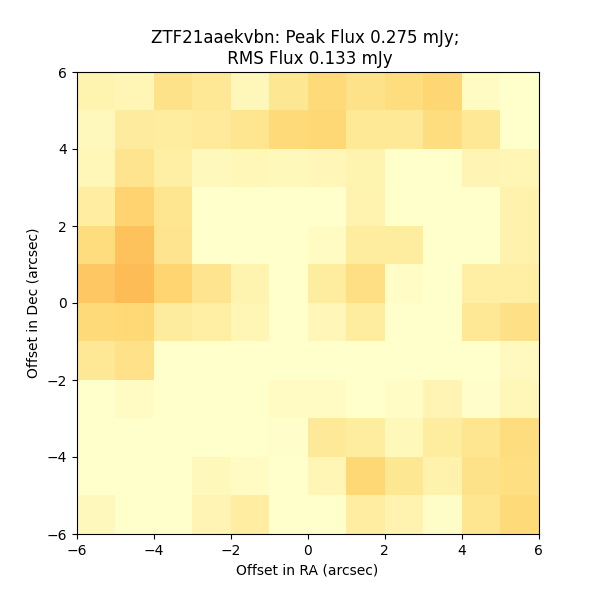 ZTF21aaekvbn: Peak Flux 0.275 mJy;
RMS Flux 0.133 mJy
6
4
2
0
−2
−4
−6
Offset in Dec (arcsec)
−6 −4 −2 0 2 4 6
Offset in RA (arcsec)